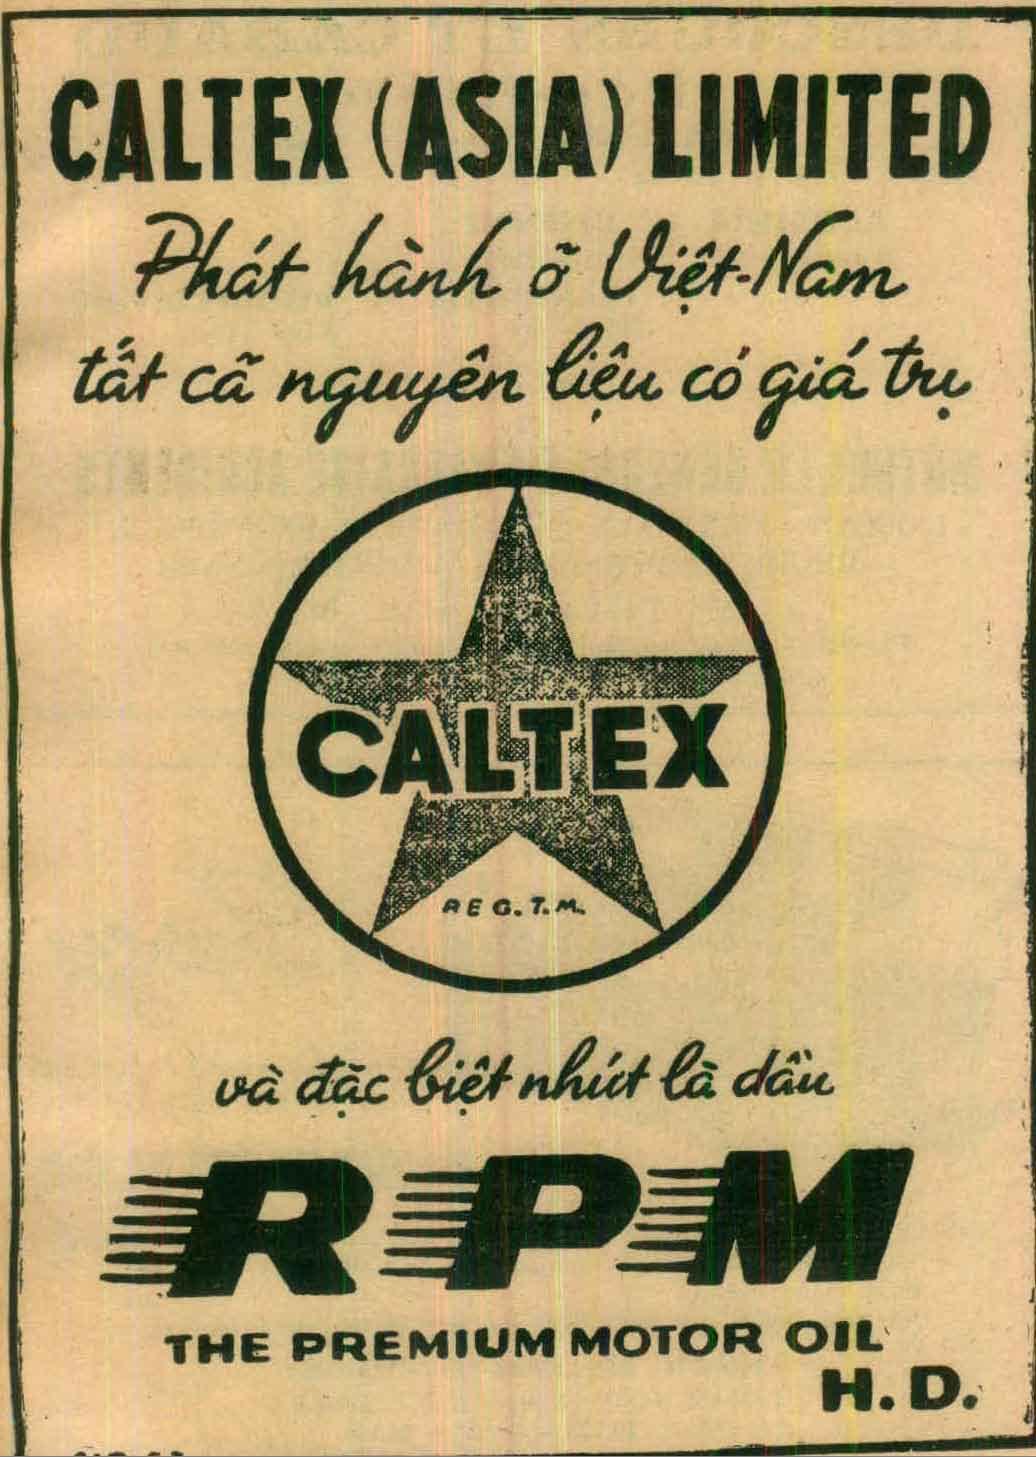 CALTEX (ASIA) LIMITED
Phát hành õ Việt-Nam
tất cã nguyên liệu có giá trụ
CALTEX
REG. T.M.
và đặc biệt nhứt là dầu
RPM
THE PREMIUM MOTOR OIL
H. D.